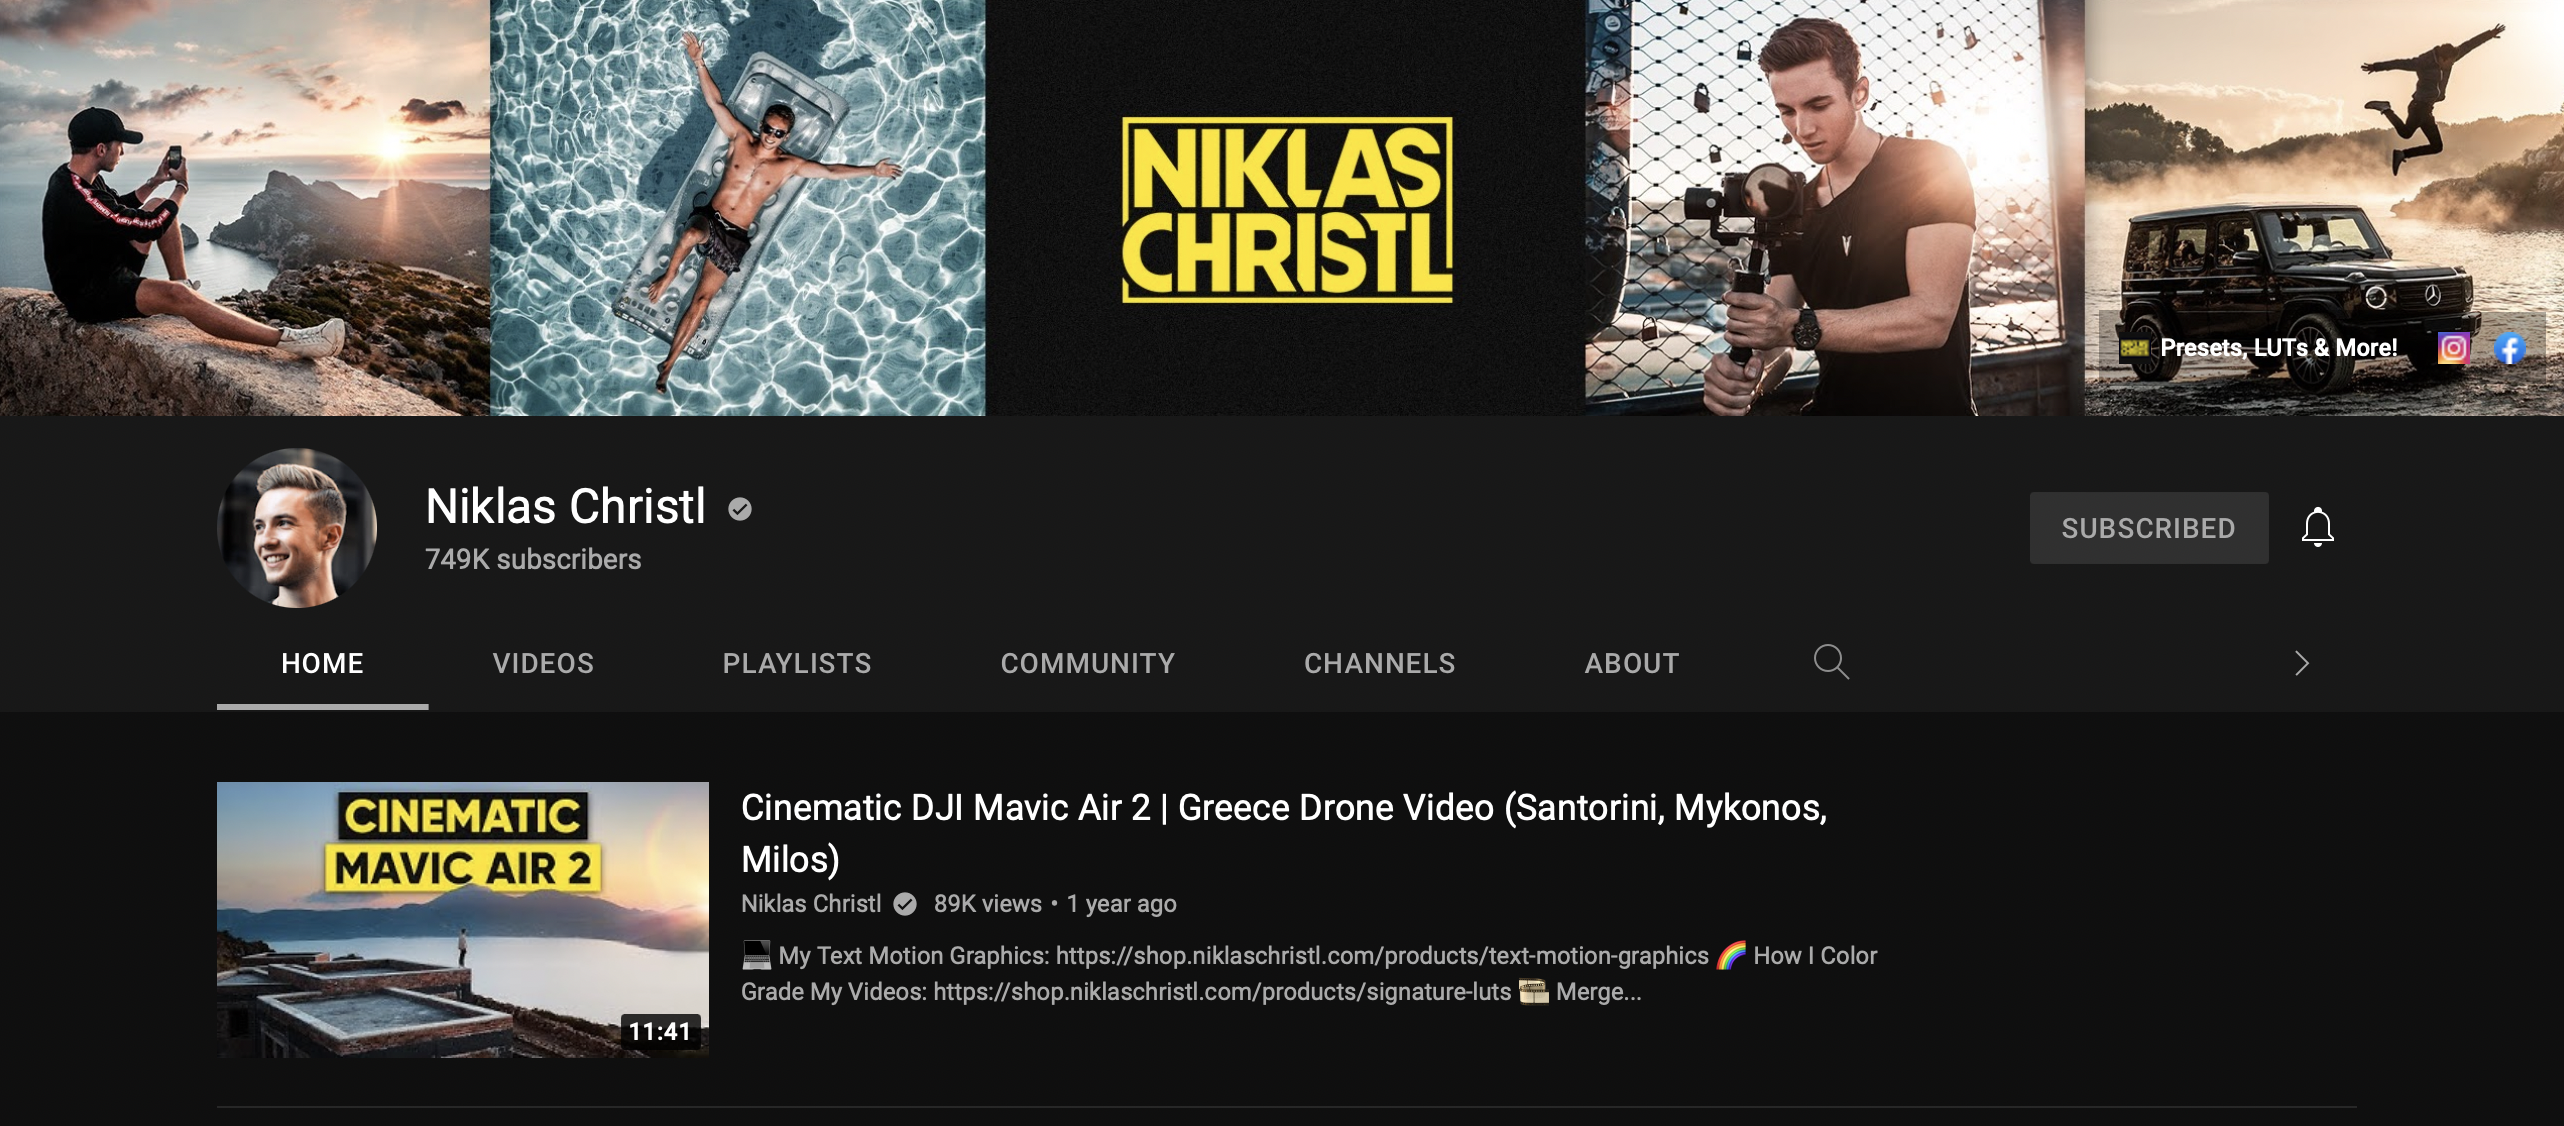 NIKLAS
CHRISTL
Presets, LUTs & More!
Niklas Christl
749K subscribers
SUBSCRIBED
HOME
VIDEOS
PLAYLISTS
COMMUNITY
CHANNELS
ABOUT
CINEMATIC
MAVIC AIR 2
11:41
Cinematic DJI Mavic Air 2 | Greece Drone Video (Santorini, Mykonos,
Milos)
Niklas Christl 89K views • 1 year ago
💻 My Text Motion Graphics: https://shop.niklaschristl.com/products/text-motion-graphics 🌈 How I Color
Grade My Videos: https://shop.niklaschristl.com/products/signature-luts 🎞 Merge...